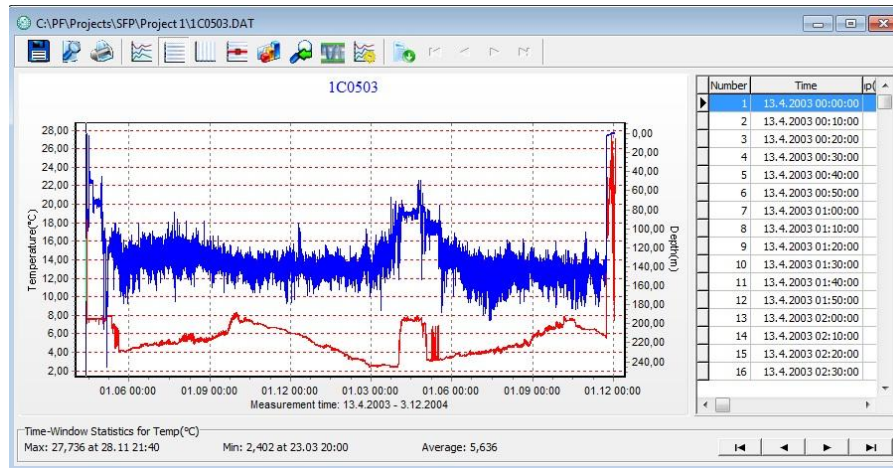 C:\PF\Projects\SFP\Project 1\1C0503.DAT
1C0503
28,00
26,00
24,00
22,00
20,00
18,00
16,00
14,00
12,00
10,00
8,00
6,00
4,00
2,00
Temperature(°C)
0,00
20,00
40,00
60,00
80,00
100,00
120,00
140,00
160,00
180,00
200,00
220,00
240,00
Depth(m)
01.06 00:00 01.09 00:00 01.12 00:00 01.03 00:00 01.06 00:00 01.09 00:00 01.12 00:00
Measurement time: 13.4.2003 - 3.12.2004
Number Time
1 13.4.2003 00:00:00
2 13.4.2003 00:10:00
3 13.4.2003 00:20:00
4 13.4.2003 00:30:00
5 13.4.2003 00:40:00
6 13.4.2003 00:50:00
7 13.4.2003 01:00:00
8 13.4.2003 01:10:00
9 13.4.2003 01:20:00
10 13.4.2003 01:30:00
11 13.4.2003 01:40:00
12 13.4.2003 01:50:00
13 13.4.2003 02:00:00
14 13.4.2003 02:10:00
15 13.4.2003 02:20:00
16 13.4.2003 02:30:00
Time-Window Statistics for Temp(°C)
Max: 27,736 at 28.11 21:40 Min: 2,402 at 23.03 20:00 Average: 5,636